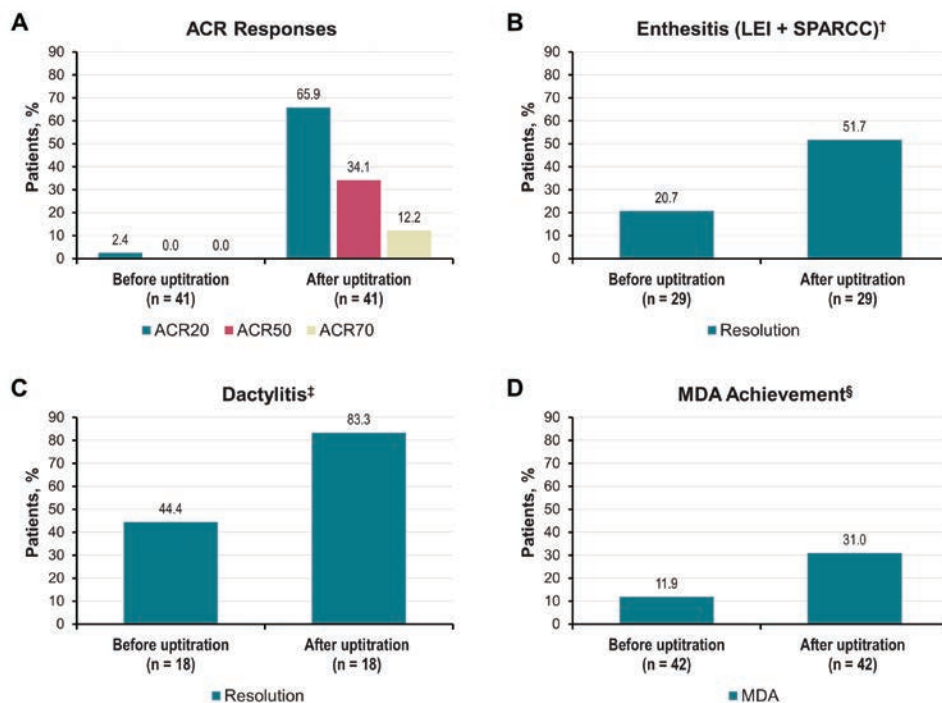 A
ACR Responses
Patients, %
90
80
70
60
50
40
30
20
10
0
2.4
0.0
0.0
65.9
34.1
12.2
Before uptitration
(n = 41)
After uptitration
(n = 41)
ACR20 ACR50 ACR70
B
Enthesitis (LEI + SPARCC)†
Patients, %
90
80
70
60
50
40
30
20
10
0
20.7
51.7
Before uptitration
(n = 29)
After uptitration
(n = 29)
Resolution
C
Dactylitis‡
Patients, %
90
80
70
60
50
40
30
20
10
0
44.4
83.3
Before uptitration
(n = 18)
After uptitration
(n = 18)
Resolution
D
MDA Achievement§
Patients, %
90
80
70
60
50
40
30
20
10
0
11.9
31.0
Before uptitration
(n = 42)
After uptitration
(n = 42)
MDA